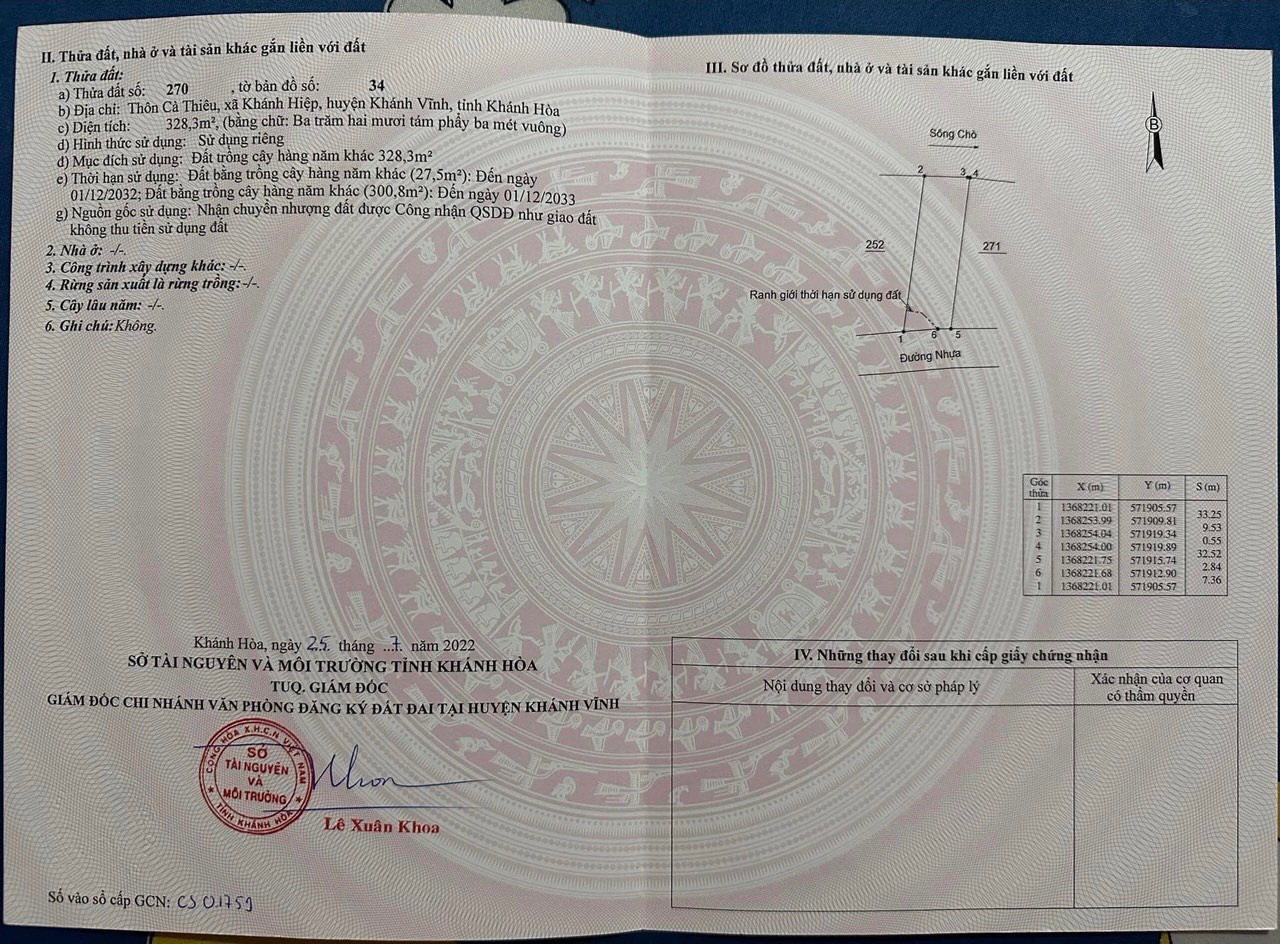 II. Thửa đất, nhà ở và tài sản khác gắn liền với đất
1. Thửa đất:
a) Thửa đất số: 270 , tờ bản đồ số: 34
b) Địa chỉ: Thôn Cà Thiêu, xã Khánh Hiệp, huyện Khánh Vĩnh, tỉnh Khánh Hòa
c) Diện tích: 328,3m², (bằng chữ: Ba trăm hai mươi tám phẩy ba mét vuông)
d) Hình thức sử dụng: Sử dụng riêng
đ) Mục đích sử dụng: Đất trồng cây hàng năm khác 328,3m²
e) Thời hạn sử dụng: Đất bằng trồng cây hàng năm khác (27,5m²): Đến ngày
01/12/2032; Đất bằng trồng cây hàng năm khác (300,8m²): Đến ngày 01/12/2033
g) Nguồn gốc sử dụng: Nhận chuyển nhượng đất được Công nhận QSDĐ như giao đất
không thu tiền sử dụng đất
2. Nhà ở: -/-.
3. Công trình xây dựng khác: -/-.
4. Rừng sản xuất là rừng trồng: -/-.
5. Cây lâu năm: -/-.
6. Ghi chú: Không.
Khánh Hòa, ngày 25 tháng ..7. năm 2022
SỞ TÀI NGUYÊN VÀ MÔI TRƯỜNG TỈNH KHÁNH HÒA
TUQ. GIÁM ĐỐC
GIÁM ĐỐC CHI NHÁNH VĂN PHÒNG ĐĂNG KÝ ĐẤT ĐAI TẠI HUYỆN KHÁNH VĨNH
CỘNG HÒA X.H.C.N VIỆT NAM
SỞ
TÀI NGUYÊN
VÀ
MÔI TRƯỜNG
TỈNH KHÁNH HÒA
Lê Xuân Khoa
Số vào sổ cấp GCN: CS 01759
III. Sơ đồ thửa đất, nhà ở và tài sản khác gắn liền với đất
B
Sông Chò
2 3 4
252 271
Ranh giới thời hạn sử dụng đất
1 6 5
Đường Nhựa
Góc thửa X (m) Y (m) S (m)
1 1368221.01 571905.57
33.25
2 1368253.99 571909.81
9.53
3 1368254.04 571919.34
0.55
4 1368254.00 571919.89
32.52
5 1368221.75 571915.74
2.84
6 1368221.68 571912.90
7.36
1 1368221.01 571905.57
IV. Những thay đổi sau khi cấp giấy chứng nhận
Nội dung thay đổi và cơ sở pháp lý
Xác nhận của cơ quan
có thẩm quyền